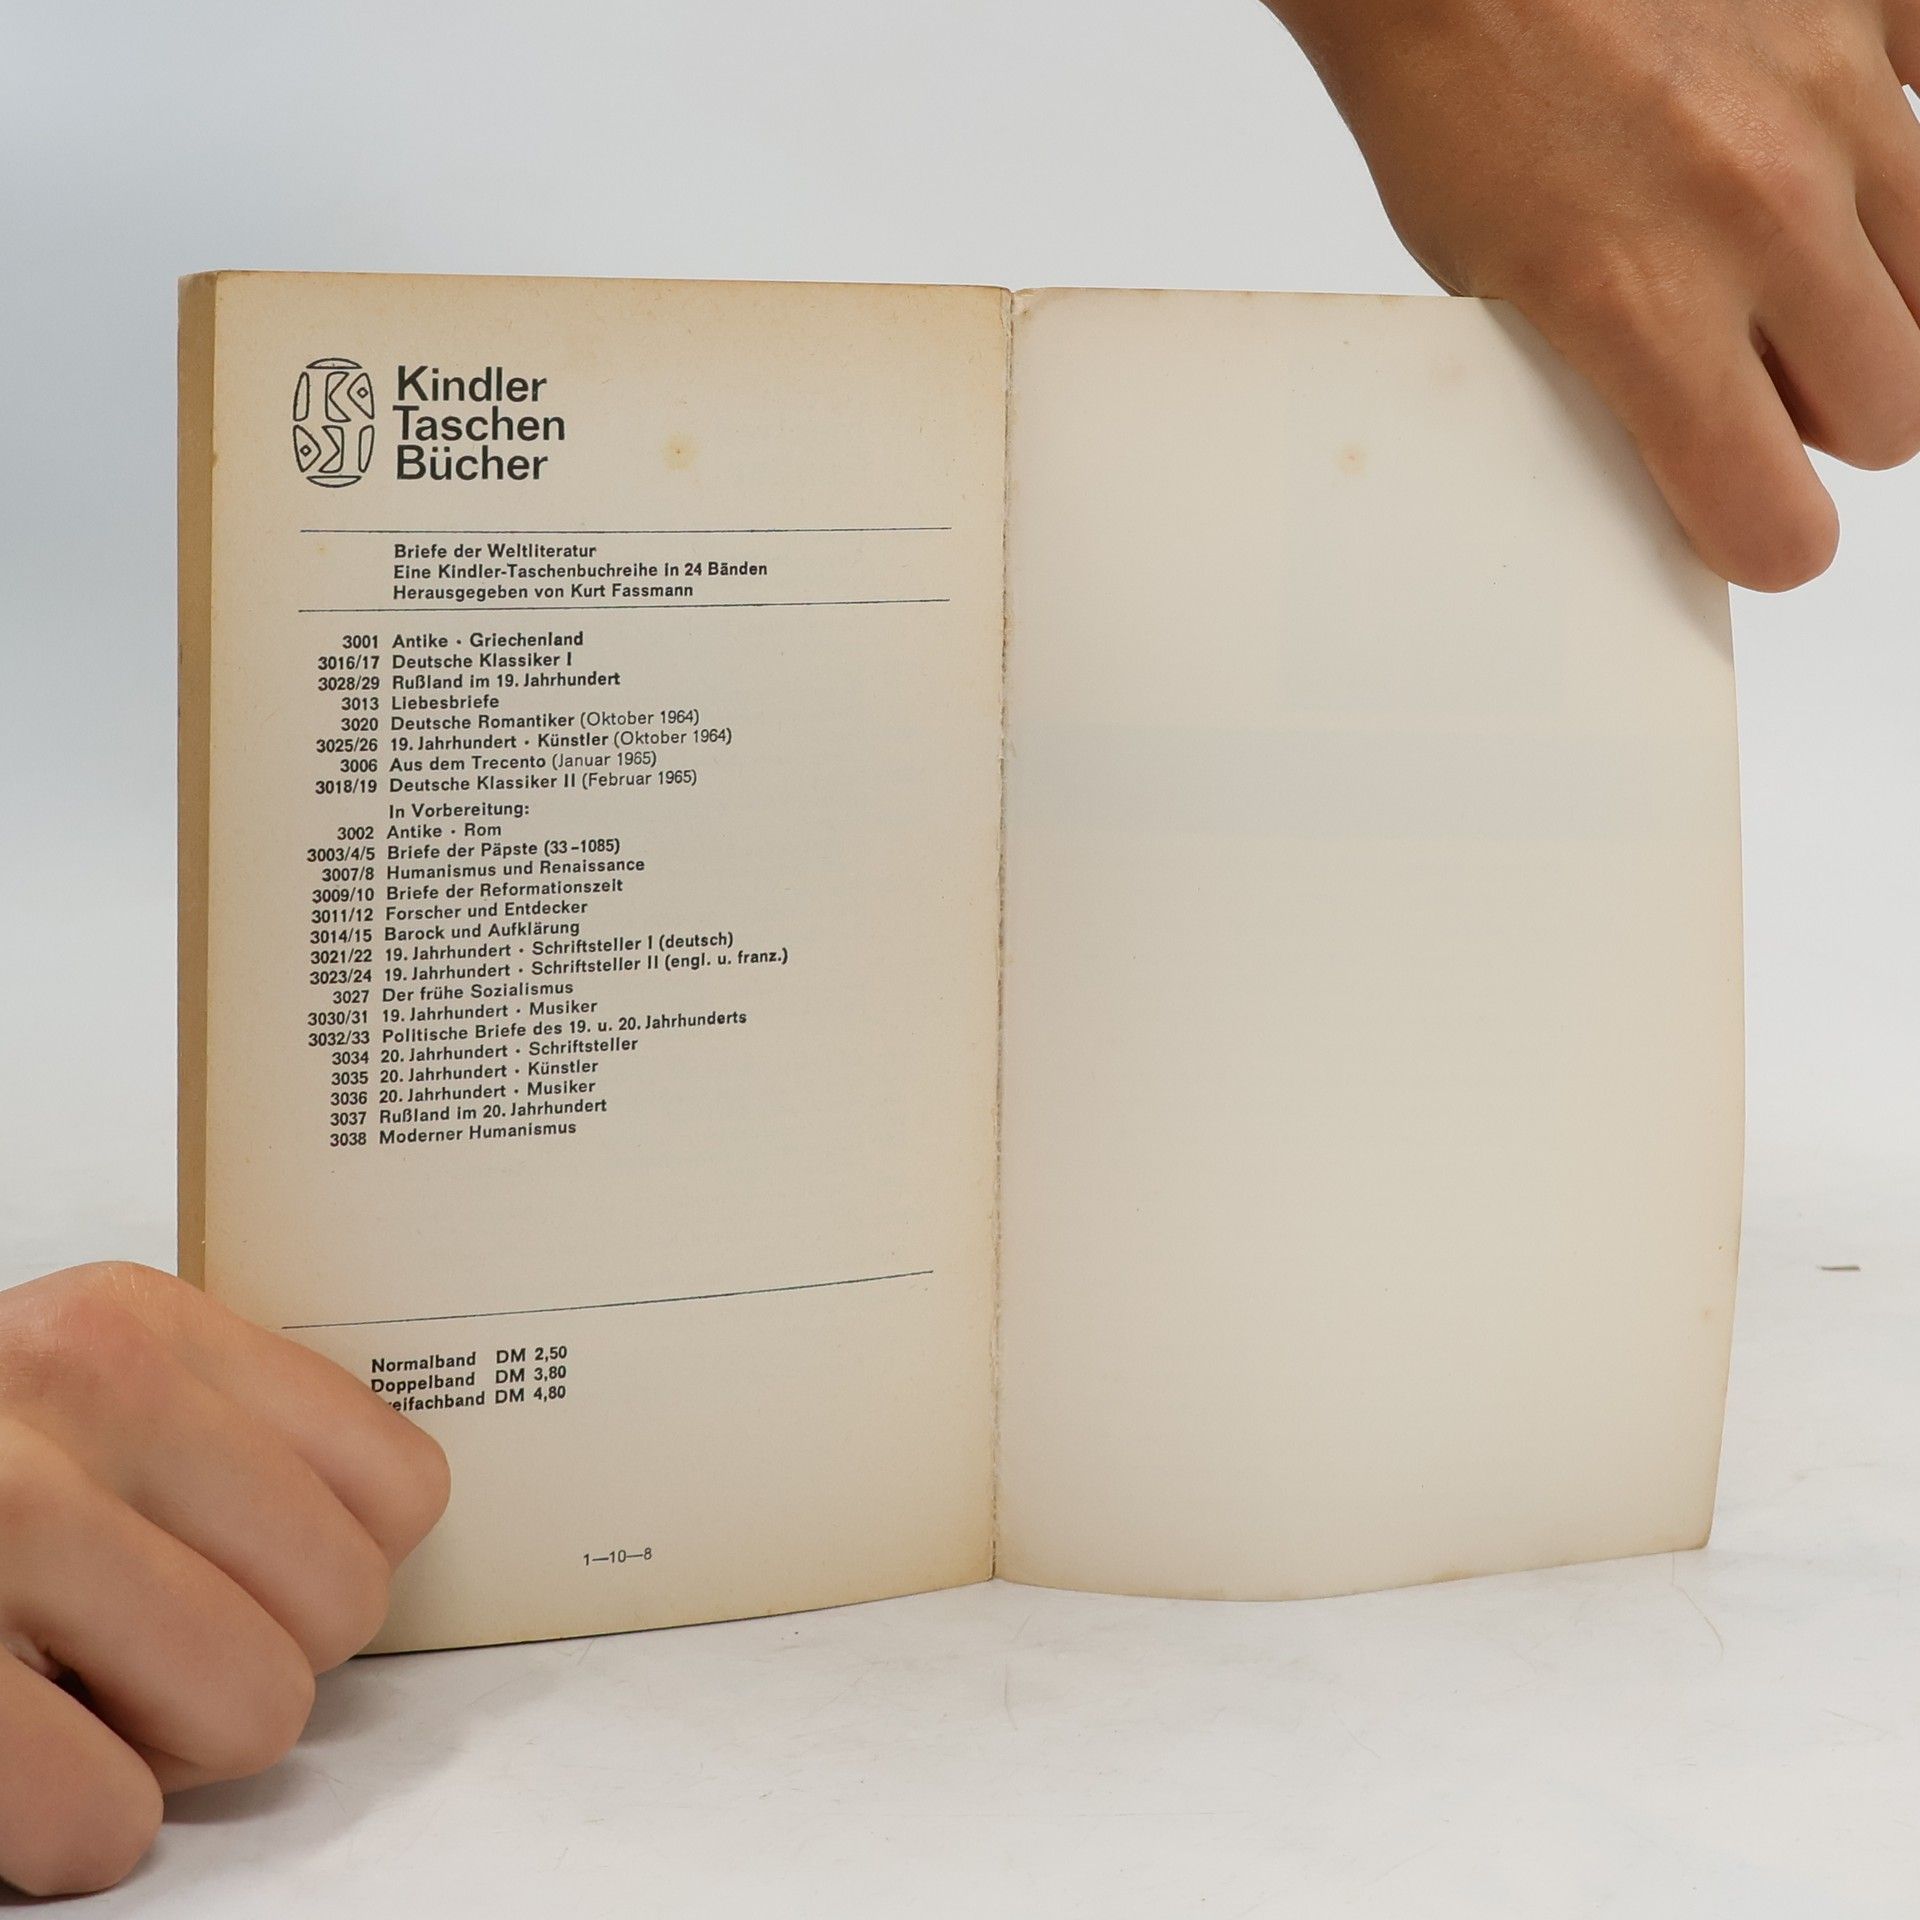 Kindler
Taschen
Bücher
Briefe der Weltliteratur
Eine Kindler-Taschenbuchreihe in 24 Bänden
Herausgegeben von Kurt Fassmann
3001 Antike · Griechenland
3016/17 Deutsche Klassiker I
3028/29 Rußland im 19. Jahrhundert
3013 Liebesbriefe
3020 Deutsche Romantiker (Oktober 1964)
3025/26 19. Jahrhundert · Künstler (Oktober 1964)
3006 Aus dem Trecento (Januar 1965)
3018/19 Deutsche Klassiker II (Februar 1965)
In Vorbereitung:
3002 Antike · Rom
3003/4/5 Briefe der Päpste (33-1085)
3007/8 Humanismus und Renaissance
3009/10 Briefe der Reformationszeit
3011/12 Forscher und Entdecker
3014/15 Barock und Aufklärung
3021/22 19. Jahrhundert · Schriftsteller I (deutsch)
3023/24 19. Jahrhundert · Schriftsteller II (engl. u. franz.)
3027 Der frühe Sozialismus
3030/31 19. Jahrhundert · Musiker
3032/33 Politische Briefe des 19. u. 20. Jahrhunderts
3034 20. Jahrhundert · Schriftsteller
3035 20. Jahrhundert · Künstler
3036 20. Jahrhundert · Musiker
3037 Rußland im 20. Jahrhundert
3038 Moderner Humanismus
Normalband DM 2,50
Doppelband DM 3,80
eifachband DM 4,80
1—10—8